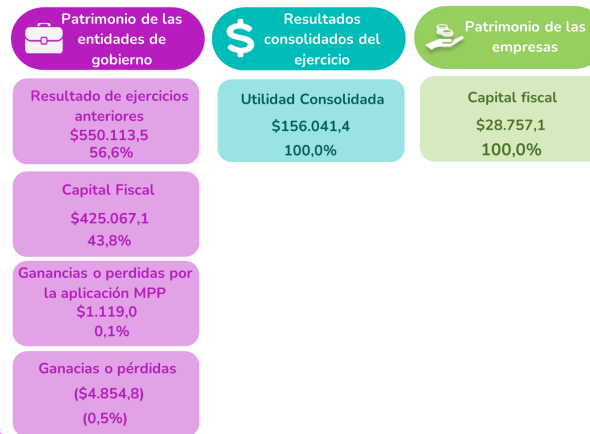 Patrimonio de las
entidades de
gobierno
Resultado de ejercicios
anteriores
$550.113,5
56,6%
Capital Fiscal
$425.067,1
43,8%
Ganancias o perdidas por
la aplicación MPP
$1.119,0
0,1%
Ganacias o pérdidas
($4.854,8)
(0,5%)
Resultados
consolidados del
ejercicio
Utilidad Consolidada
$156.041,4
100,0%
Patrimonio de las
empresas
Capital fiscal
$28.757,1
100,0%